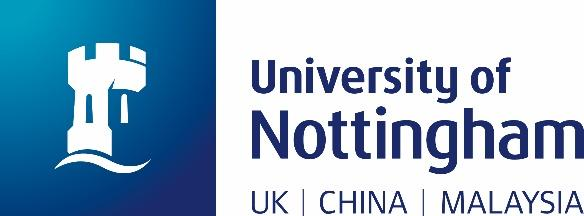 University of
Nottingham
UK | CHINA | MALAYSIA